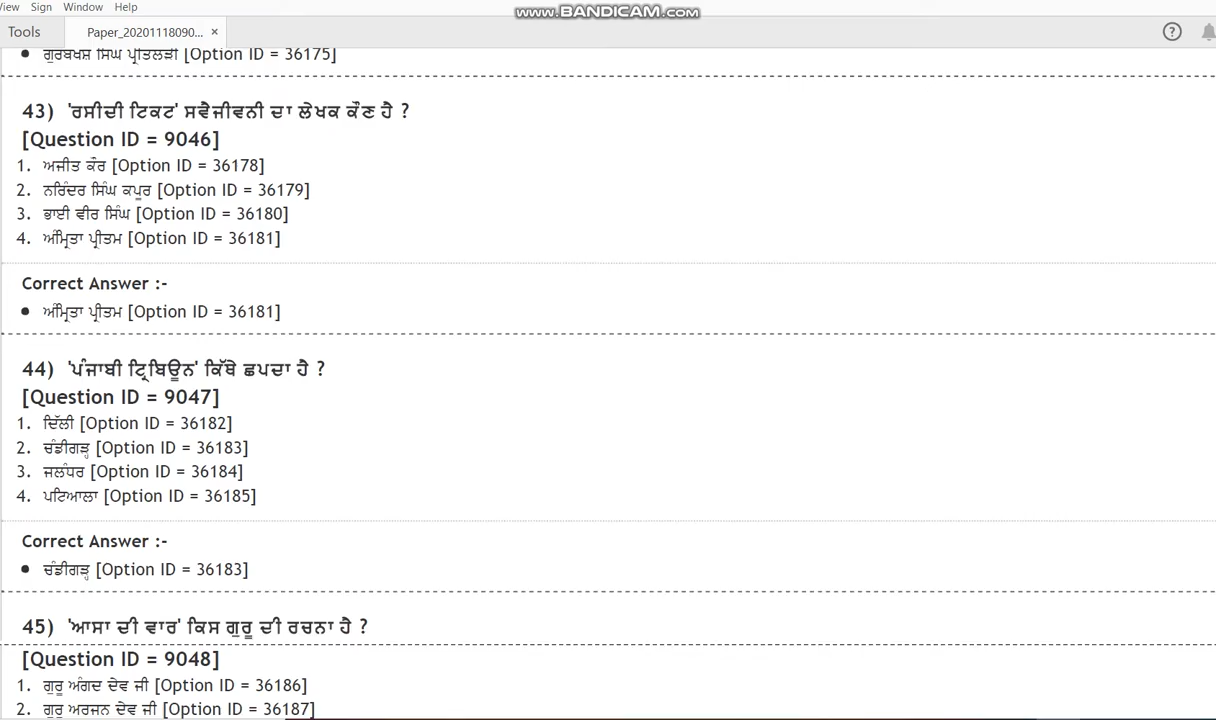 View Sign Window Help
www.BANDICAM.com
Tools Paper_20201118090... × ?
• ਗੁਰਬਖਸ਼ ਸਿੰਘ ਪ੍ਰੀਤਲੜੀ [Option ID = 36175]
43) 'ਰਸੀਦੀ ਟਿਕਟ' ਸਵੈਜੀਵਨੀ ਦਾ ਲੇਖਕ ਕੌਣ ਹੈ ?
[Question ID = 9046]
1. ਅਜੀਤ ਕੌਰ [Option ID = 36178]
2. ਨਰਿੰਦਰ ਸਿੰਘ ਕਪੂਰ [Option ID = 36179]
3. ਭਾਈ ਵੀਰ ਸਿੰਘ [Option ID = 36180]
4. ਅੰਮ੍ਰਿਤਾ ਪ੍ਰੀਤਮ [Option ID = 36181]
Correct Answer :-
• ਅੰਮ੍ਰਿਤਾ ਪ੍ਰੀਤਮ [Option ID = 36181]
44) 'ਪੰਜਾਬੀ ਟ੍ਰਿਬਿਊਨ' ਕਿੱਥੇ ਛਪਦਾ ਹੈ ?
[Question ID = 9047]
1. ਦਿੱਲੀ [Option ID = 36182]
2. ਚੰਡੀਗੜ੍ਹ [Option ID = 36183]
3. ਜਲੰਧਰ [Option ID = 36184]
4. ਪਟਿਆਲਾ [Option ID = 36185]
Correct Answer :-
• ਚੰਡੀਗੜ੍ਹ [Option ID = 36183]
45) 'ਆਸਾ ਦੀ ਵਾਰ' ਕਿਸ ਗੁਰੂ ਦੀ ਰਚਨਾ ਹੈ ?
[Question ID = 9048]
1. ਗੁਰੂ ਅੰਗਦ ਦੇਵ ਜੀ [Option ID = 36186]
2. ਗੁਰੂ ਅਰਜਨ ਦੇਵ ਜੀ [Option ID = 36187]